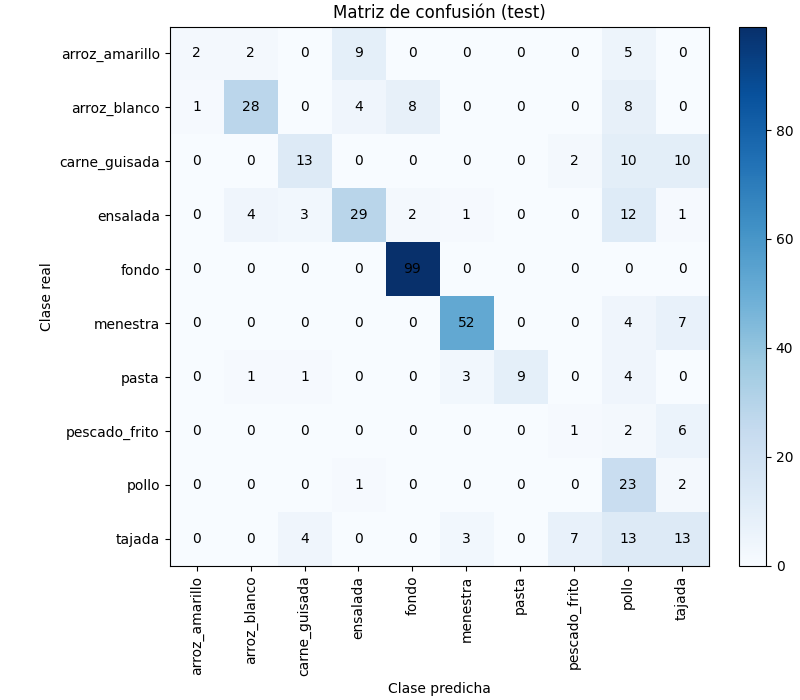 Matriz de confusión (test)
arroz_amarillo 2 2 0 9 0 0 0 0 5 0
arroz_blanco 1 28 0 4 8 0 0 0 8 0
carne_guisada 0 0 13 0 0 0 0 2 10 10
ensalada 0 4 3 29 2 1 0 0 12 1
fondo 0 0 0 0 99 0 0 0 0 0
menestra 0 0 0 0 0 52 0 0 4 7
pasta 0 1 1 0 0 3 9 0 4 0
pescado_frito 0 0 0 0 0 0 0 1 2 6
pollo 0 0 0 1 0 0 0 0 23 2
tajada 0 0 4 0 0 3 0 7 13 13
Clase real
arroz_amarillo
arroz_blanco
carne_guisada
ensalada
fondo
menestra
pasta
pescado_frito
pollo
tajada
Clase predicha
80
60
40
20
0